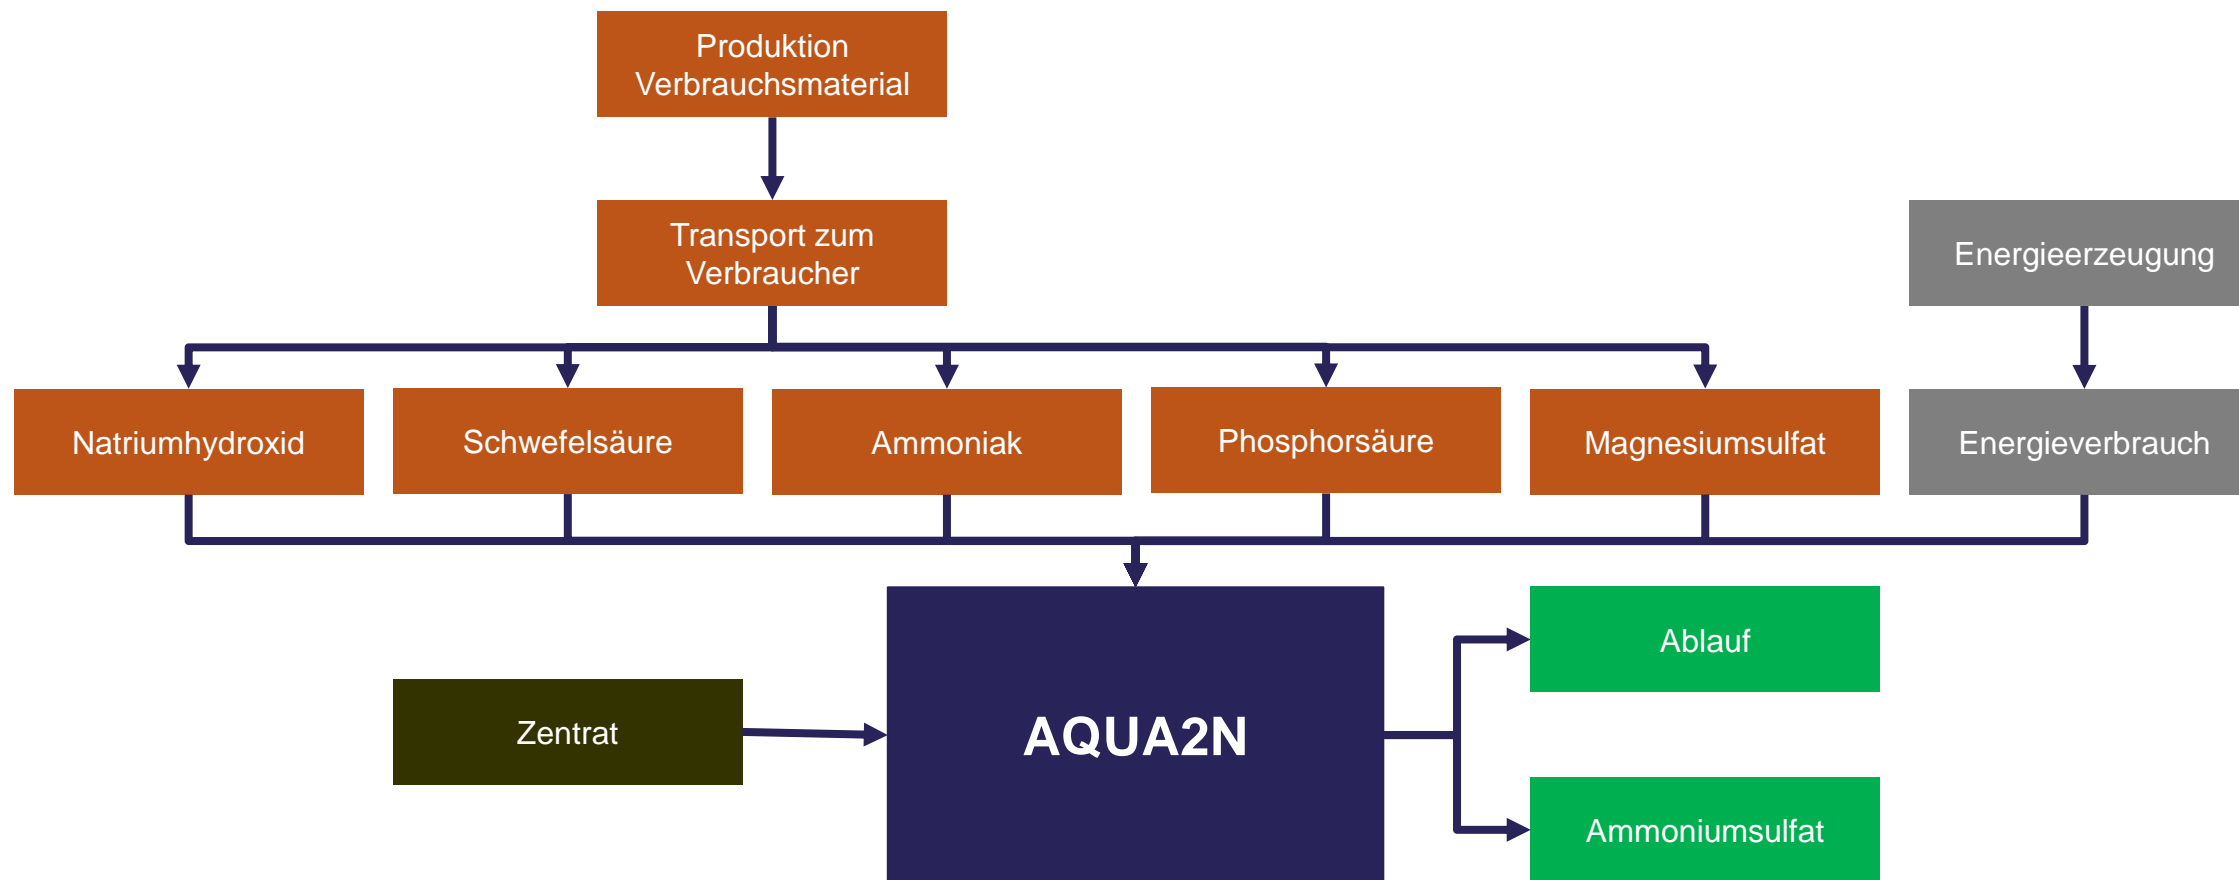 Produktion
Verbrauchsmaterial
Transport zum
Verbraucher
Energieerzeugung
Natriumhydroxid
Schwefelsäure
Ammoniak
Phosphorsäure
Magnesiumsulfat
Energieverbrauch
Ablauf
Zentrat
AQUA2N
Ammoniumsulfat